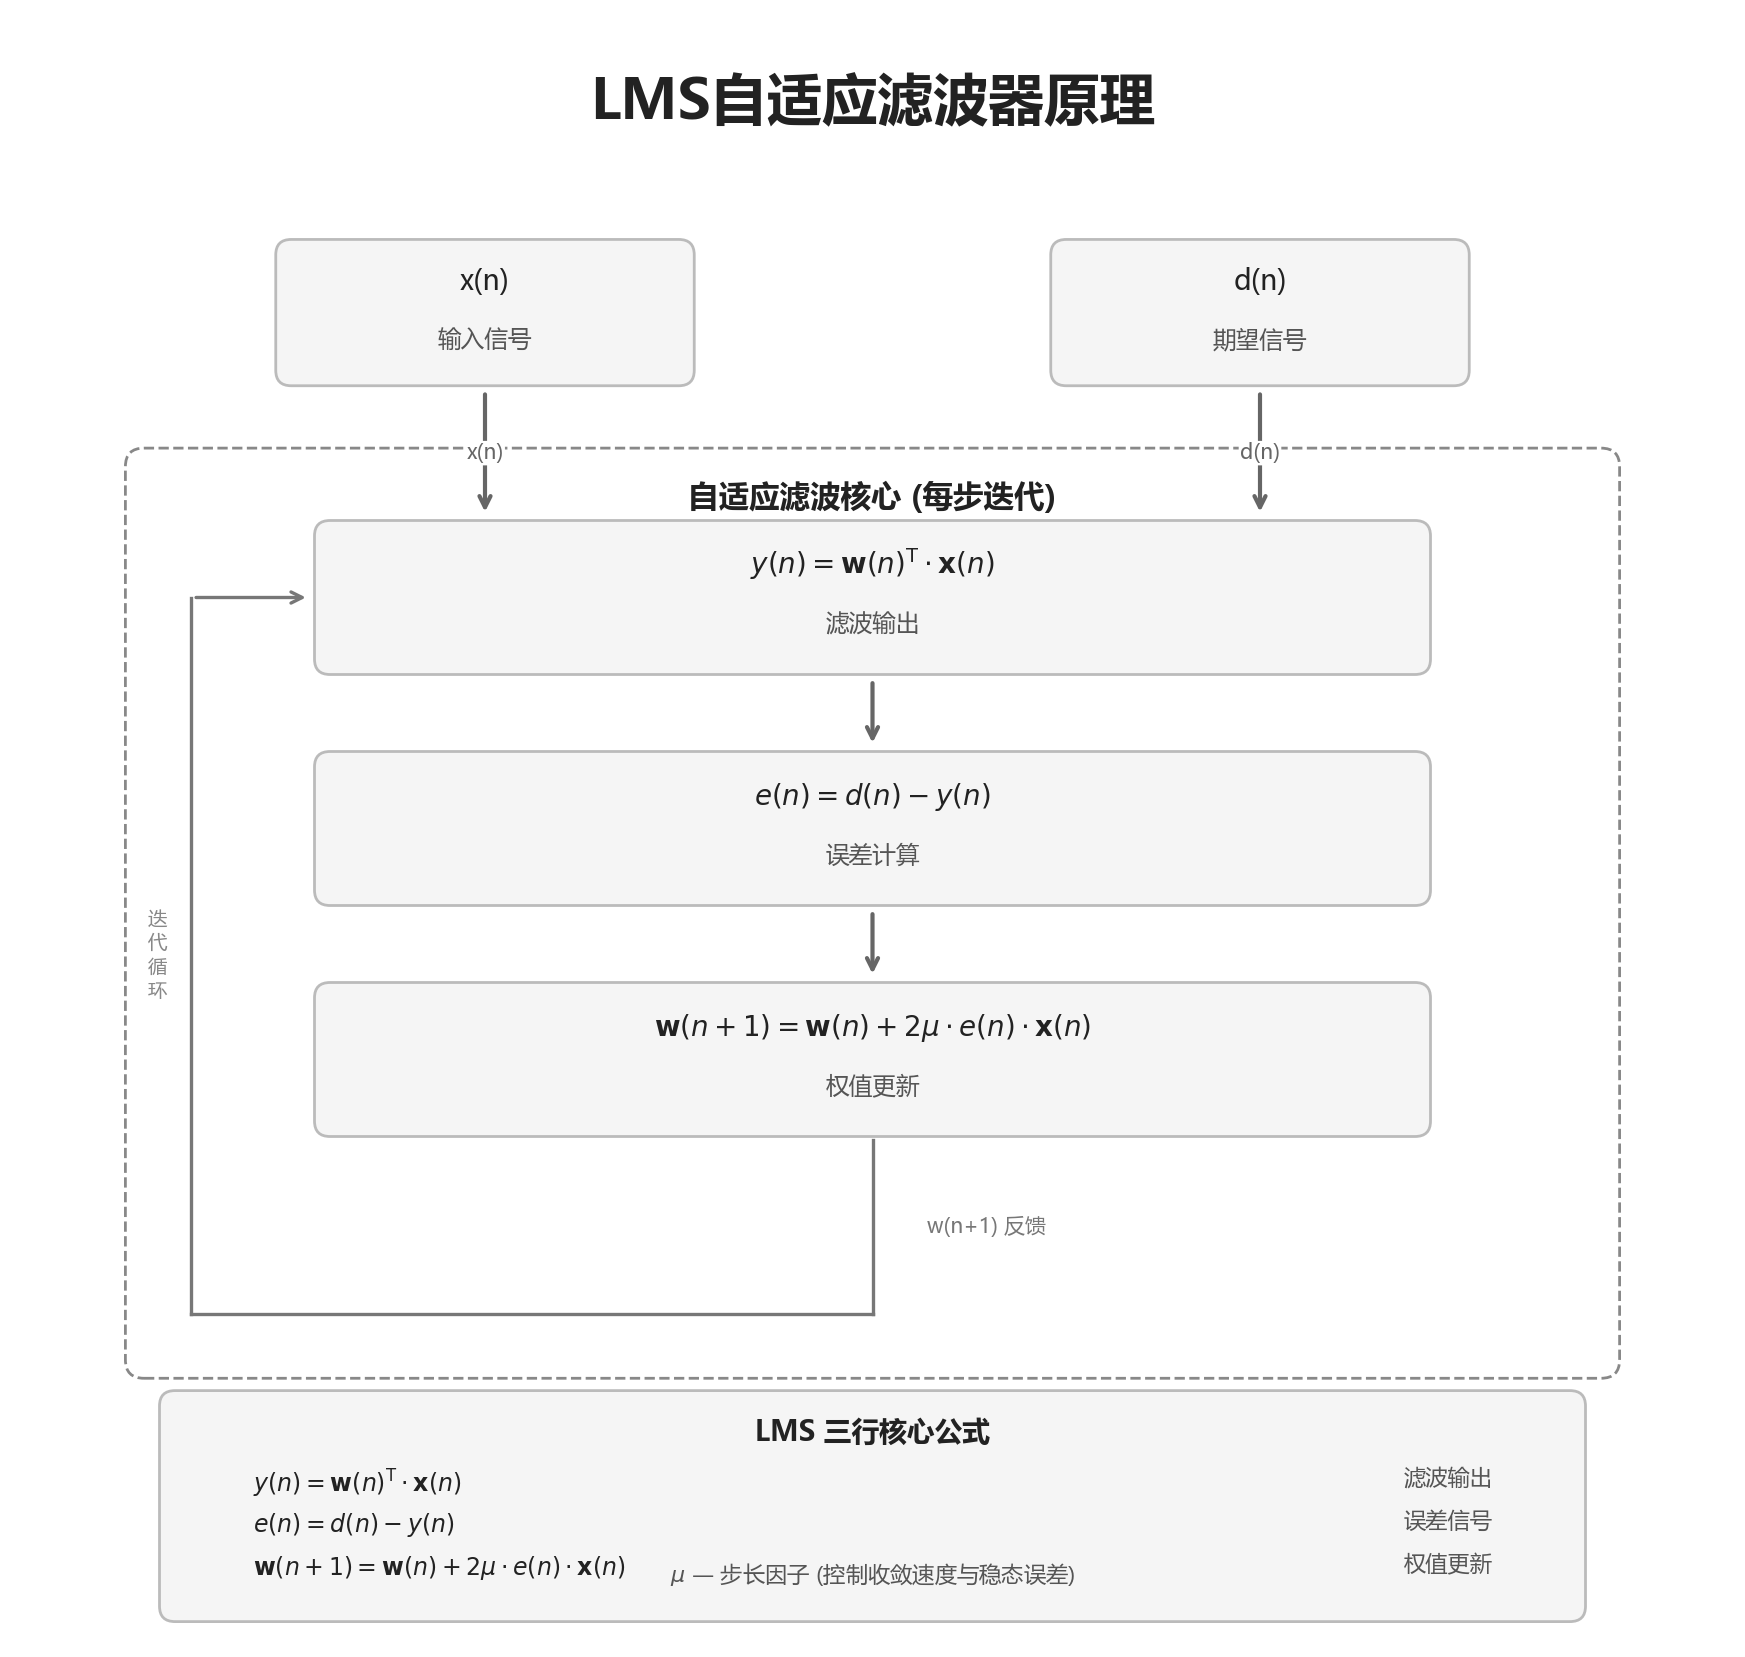 LMS自适应滤波器原理
x(n)
输入信号
d(n)
期望信号
x(n)
d(n)
自适应滤波核心 (每步迭代)
y(n) = w(n)ᵀ · x(n)
滤波输出
e(n) = d(n) − y(n)
误差计算
w(n + 1) = w(n) + 2μ · e(n) · x(n)
权值更新
迭代循环
w(n+1) 反馈
LMS 三行核心公式
y(n) = w(n)ᵀ · x(n) 滤波输出
e(n) = d(n) − y(n) 误差信号
w(n + 1) = w(n) + 2μ · e(n) · x(n) μ — 步长因子 (控制收敛速度与稳态误差) 权值更新